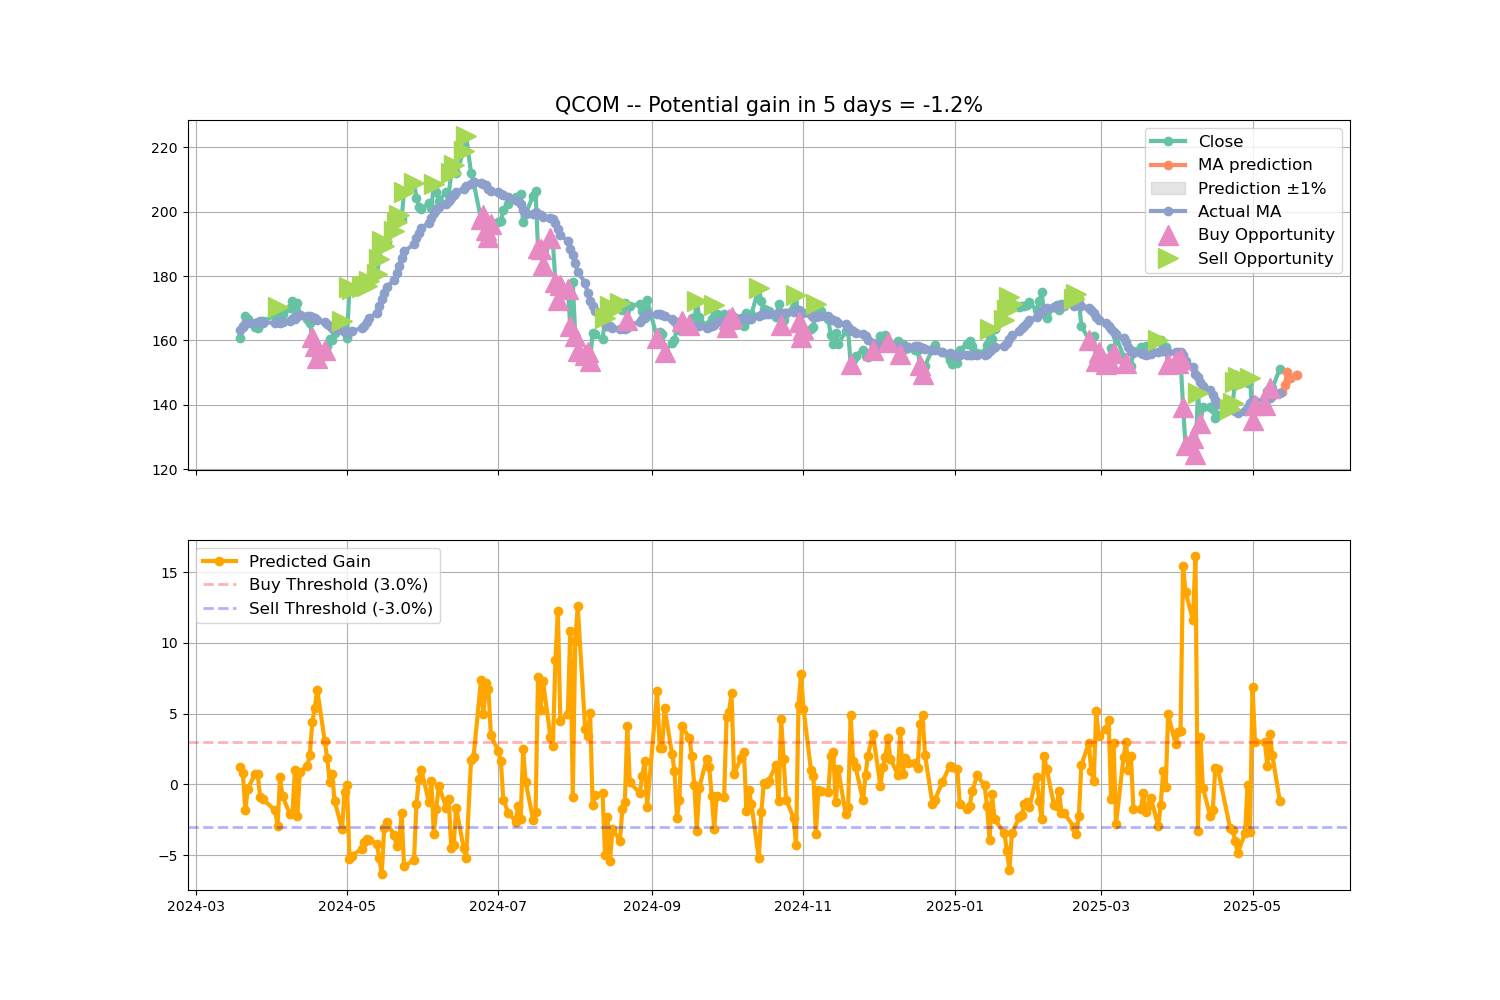 QCOM -- Potential gain in 5 days = -1.2%
220
200
180
160
140
120
Close
MA prediction
Prediction ±1%
Actual MA
Buy Opportunity
Sell Opportunity
15
10
5
0
−5
Predicted Gain
Buy Threshold (3.0%)
Sell Threshold (-3.0%)
2024-03 2024-05 2024-07 2024-09 2024-11 2025-01 2025-03 2025-05